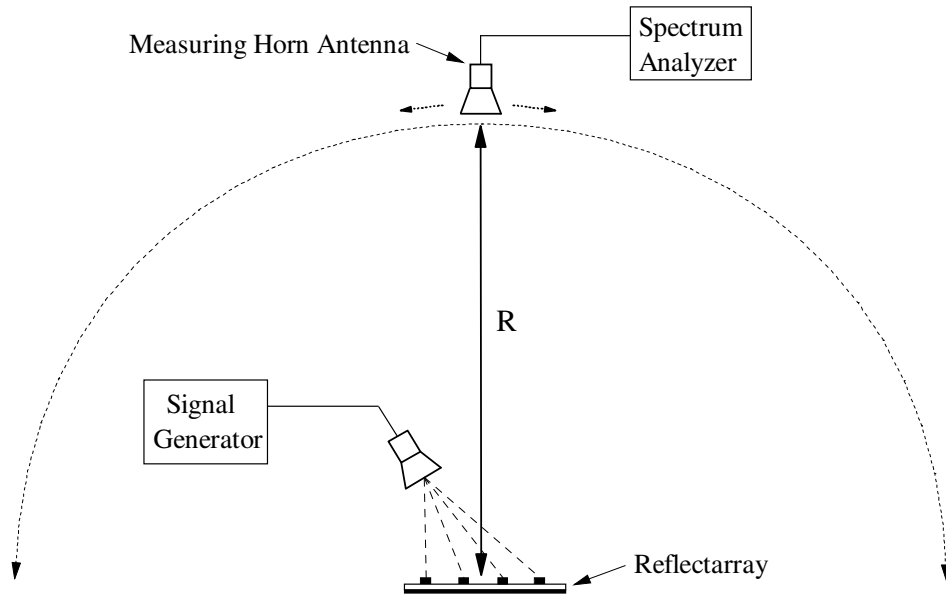 Measuring Horn Antenna
Spectrum
Analyzer
R
Signal
Generator
Reflectarray